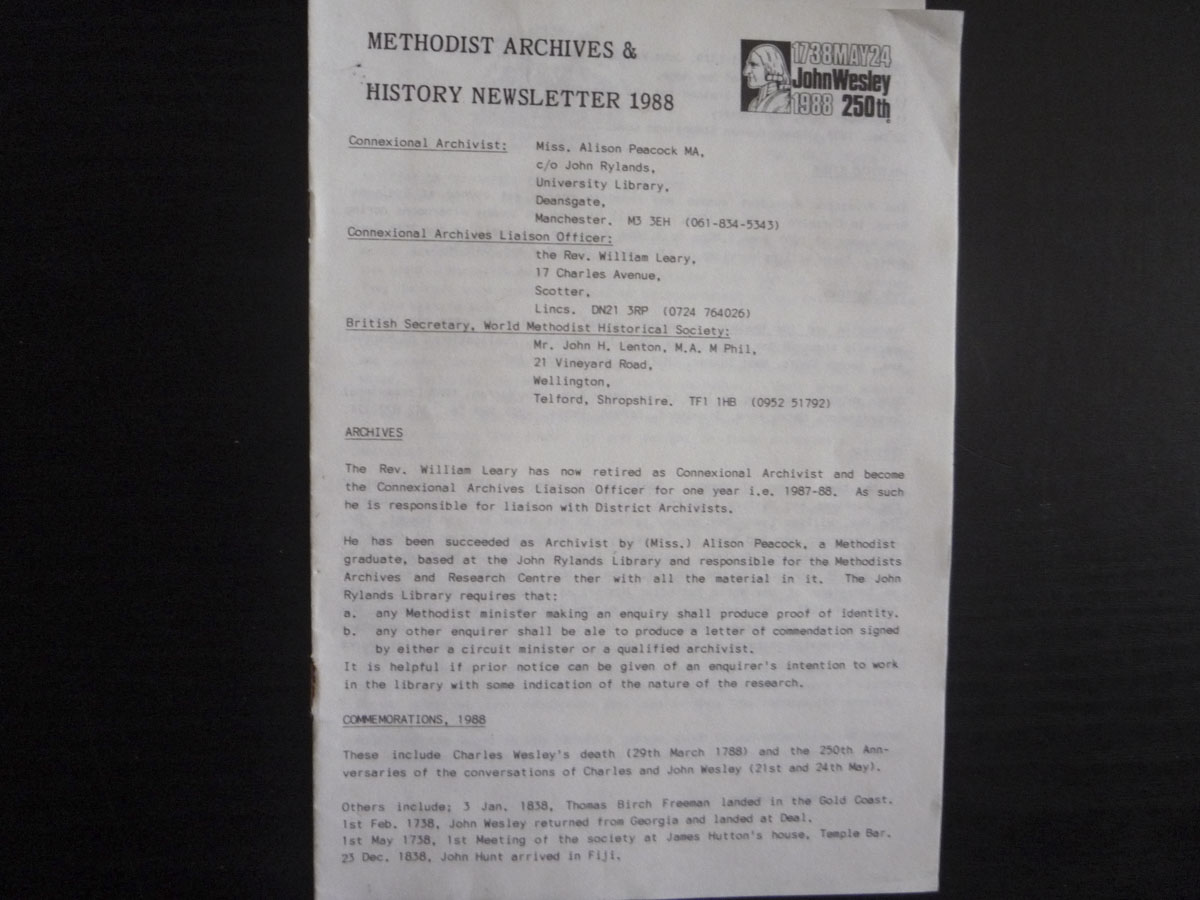 METHODIST ARCHIVES &
HISTORY NEWSLETTER 1988
1738MAY24
JohnWesley
1988 250th
Connexional Archivist: Miss. Alison Peacock MA,
c/o John Rylands,
University Library,
Deansgate,
Manchester. M3 3EH (061-834-5343)
Connexional Archives Liaison Officer:
the Rev. William Leary,
17 Charles Avenue,
Scotter,
Lincs. DN21 3RP (0724 764026)
British Secretary, World Methodist Historical Society:
Mr. John H. Lenton, M.A. M Phil,
21 Vineyard Road,
Wellington,
Telford, Shropshire. TF1 1HB (0952 51792)
ARCHIVES
The Rev. William Leary has now retired as Connexional Archivist and become
the Connexional Archives Liaison Officer for one year i.e. 1987-88. As such
he is responsible for liaison with District Archivists.
He has been succeeded as Archivist by (Miss.) Alison Peacock, a Methodist
graduate, based at the John Rylands Library and responsible for the Methodists
Archives and Research Centre ther with all the material in it. The John
Rylands Library requires that:
a. any Methodist minister making an enquiry shall produce proof of identity.
b. any other enquirer shall be ale to produce a letter of commendation signed
by either a circuit minister or a qualified archivist.
It is helpful if prior notice can be given of an enquirer's intention to work
in the library with some indication of the nature of the research.
COMMEMORATIONS, 1988
These include Charles Wesley's death (29th March 1788) and the 250th Ann-
versaries of the conversations of Charles and John Wesley (21st and 24th May).
Others include; 3 Jan. 1838, Thomas Birch Freeman landed in the Gold Coast.
1st Feb. 1738, John Wesley returned from Georgia and landed at Deal.
1st May 1738, 1st Meeting of the society at James Hutton's house, Temple Bar.
23 Dec. 1838, John Hunt arrived in Fiji.